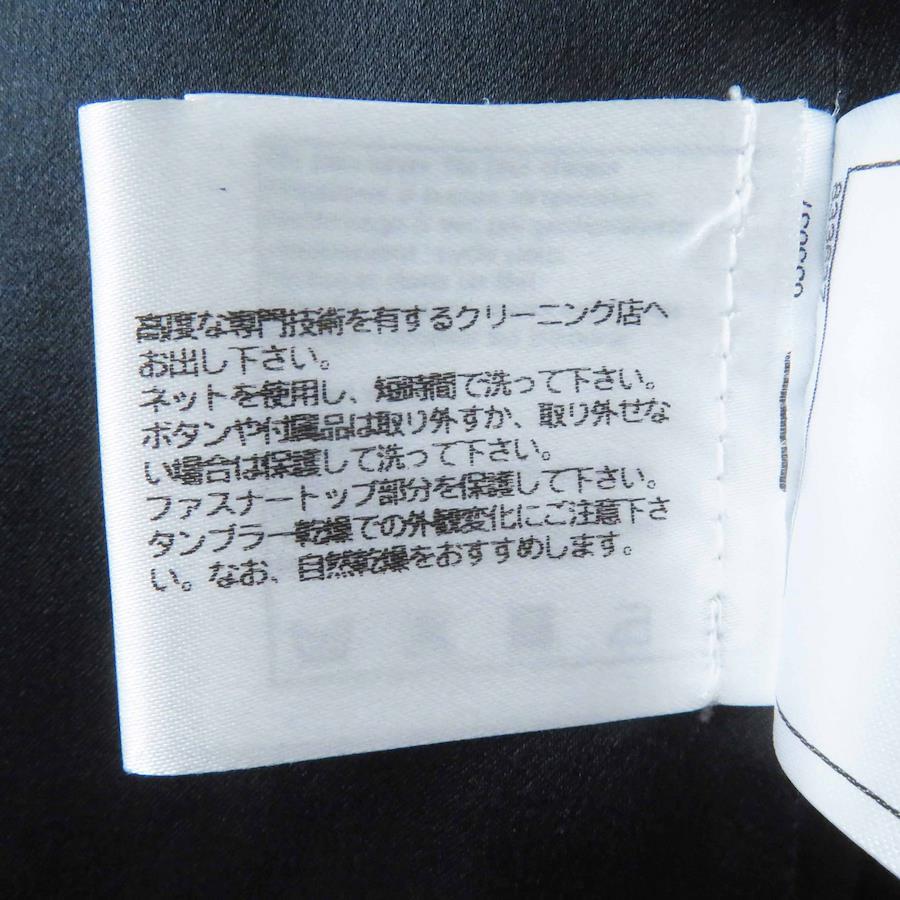 高度な専門技術を有するクリーニング店へ
お出し下さい。
ネットを使用し、短時間で洗って下さい。
ボタンや付属品は取り外すか、取り外せな
い場合は保護して洗って下さい。
ファスナートップ部分を保護して下さい。
タンブラー乾燥での外観変化にご注意下さ
い。なお、自然乾燥をおすすめします。